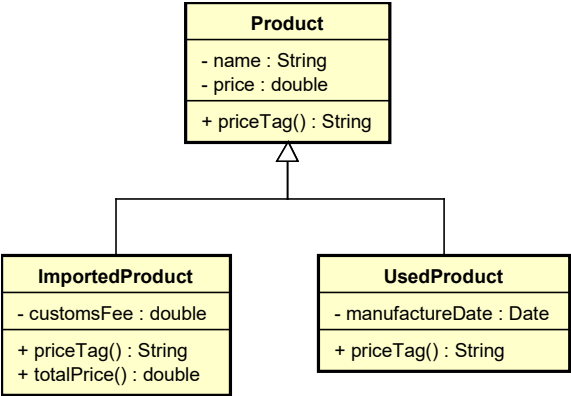 Product
- name : String
- price : double
+ priceTag() : String
ImportedProduct
- customsFee : double
+ priceTag() : String
+ totalPrice() : double
UsedProduct
- manufactureDate : Date
+ priceTag() : String